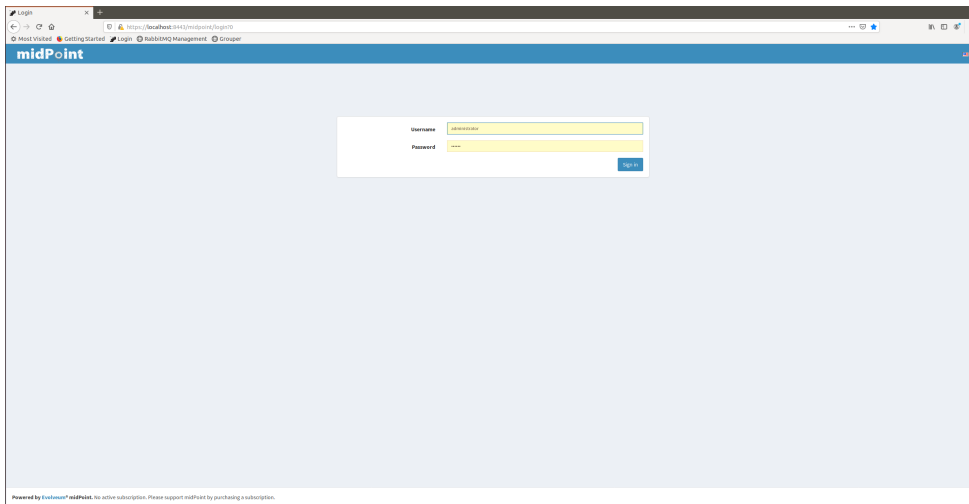 Login
https://localhost:8443/midpoint/login?0
Most Visited Getting Started Login RabbitMQ Management Grouper
midPoint
Username administrator
Password ••••••
Sign in
Powered by Evolveum® midPoint. No active subscription. Please support midPoint by purchasing a subscription.